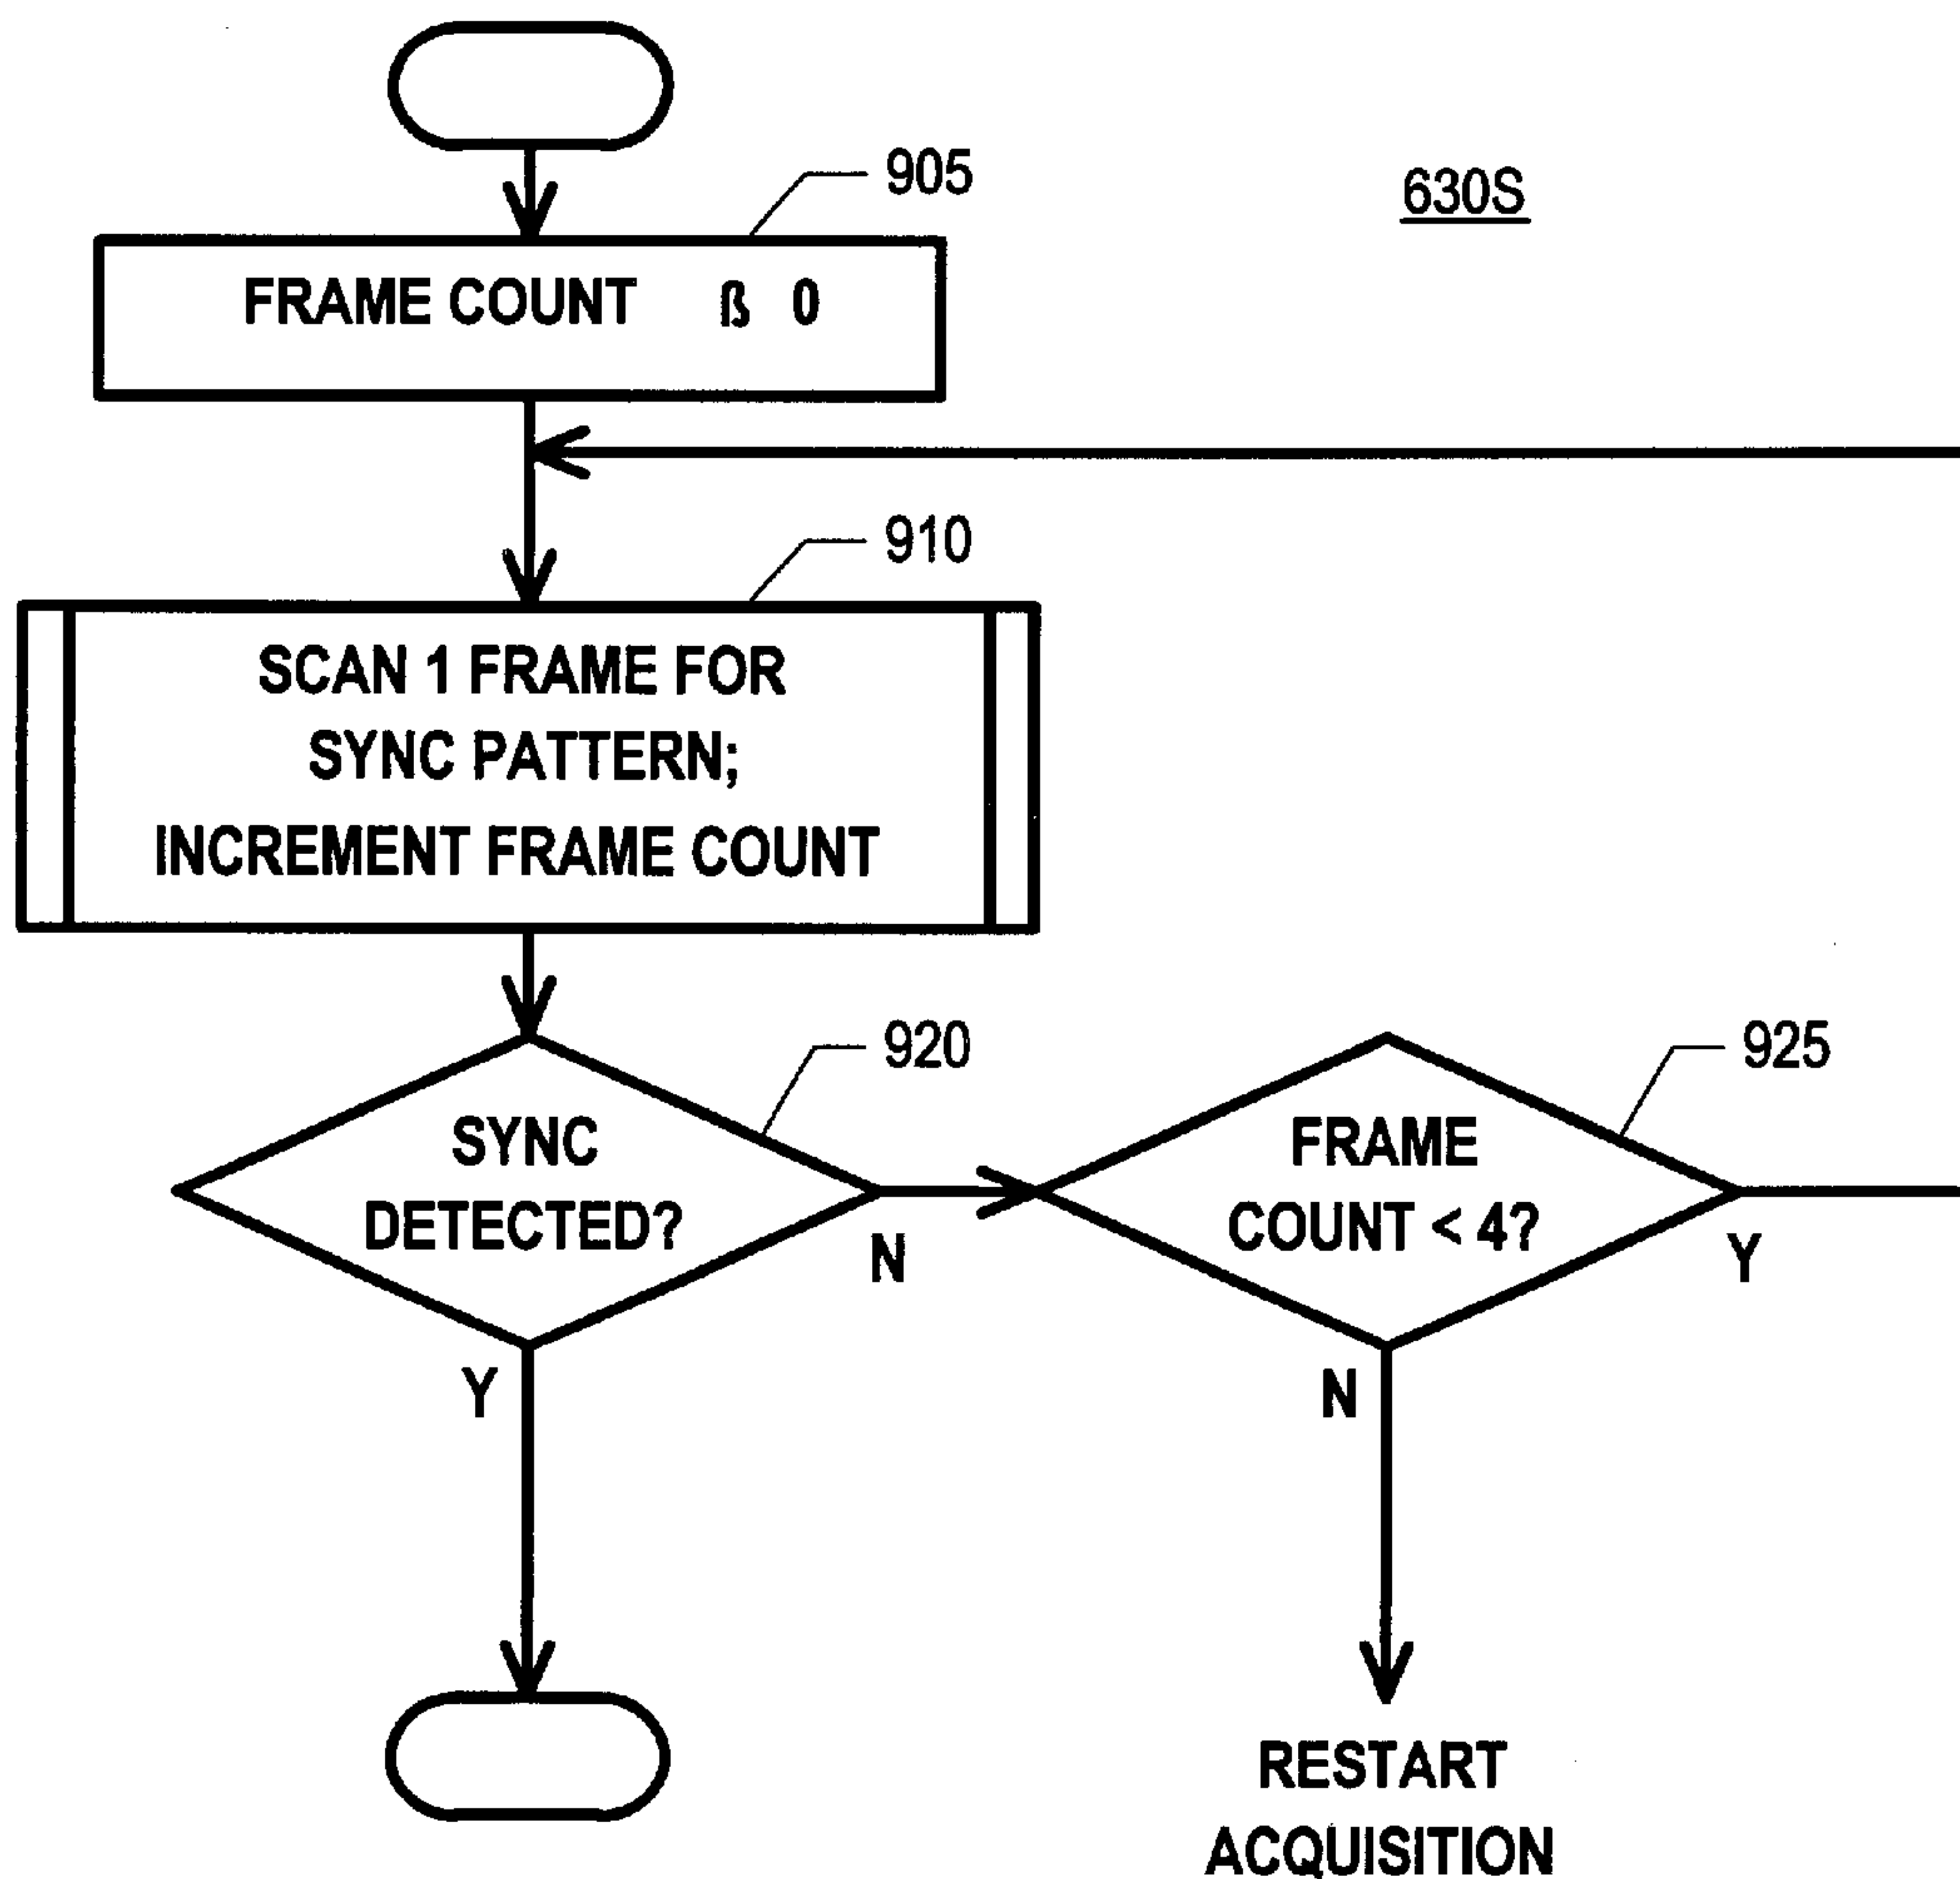 905
630S
FRAME COUNT ß 0
910
SCAN 1 FRAME FOR
SYNC PATTERN;
INCREMENT FRAME COUNT
920
925
SYNC
DETECTED?
N
Y
FRAME
COUNT < 4?
Y
N
RESTART
ACQUISITION